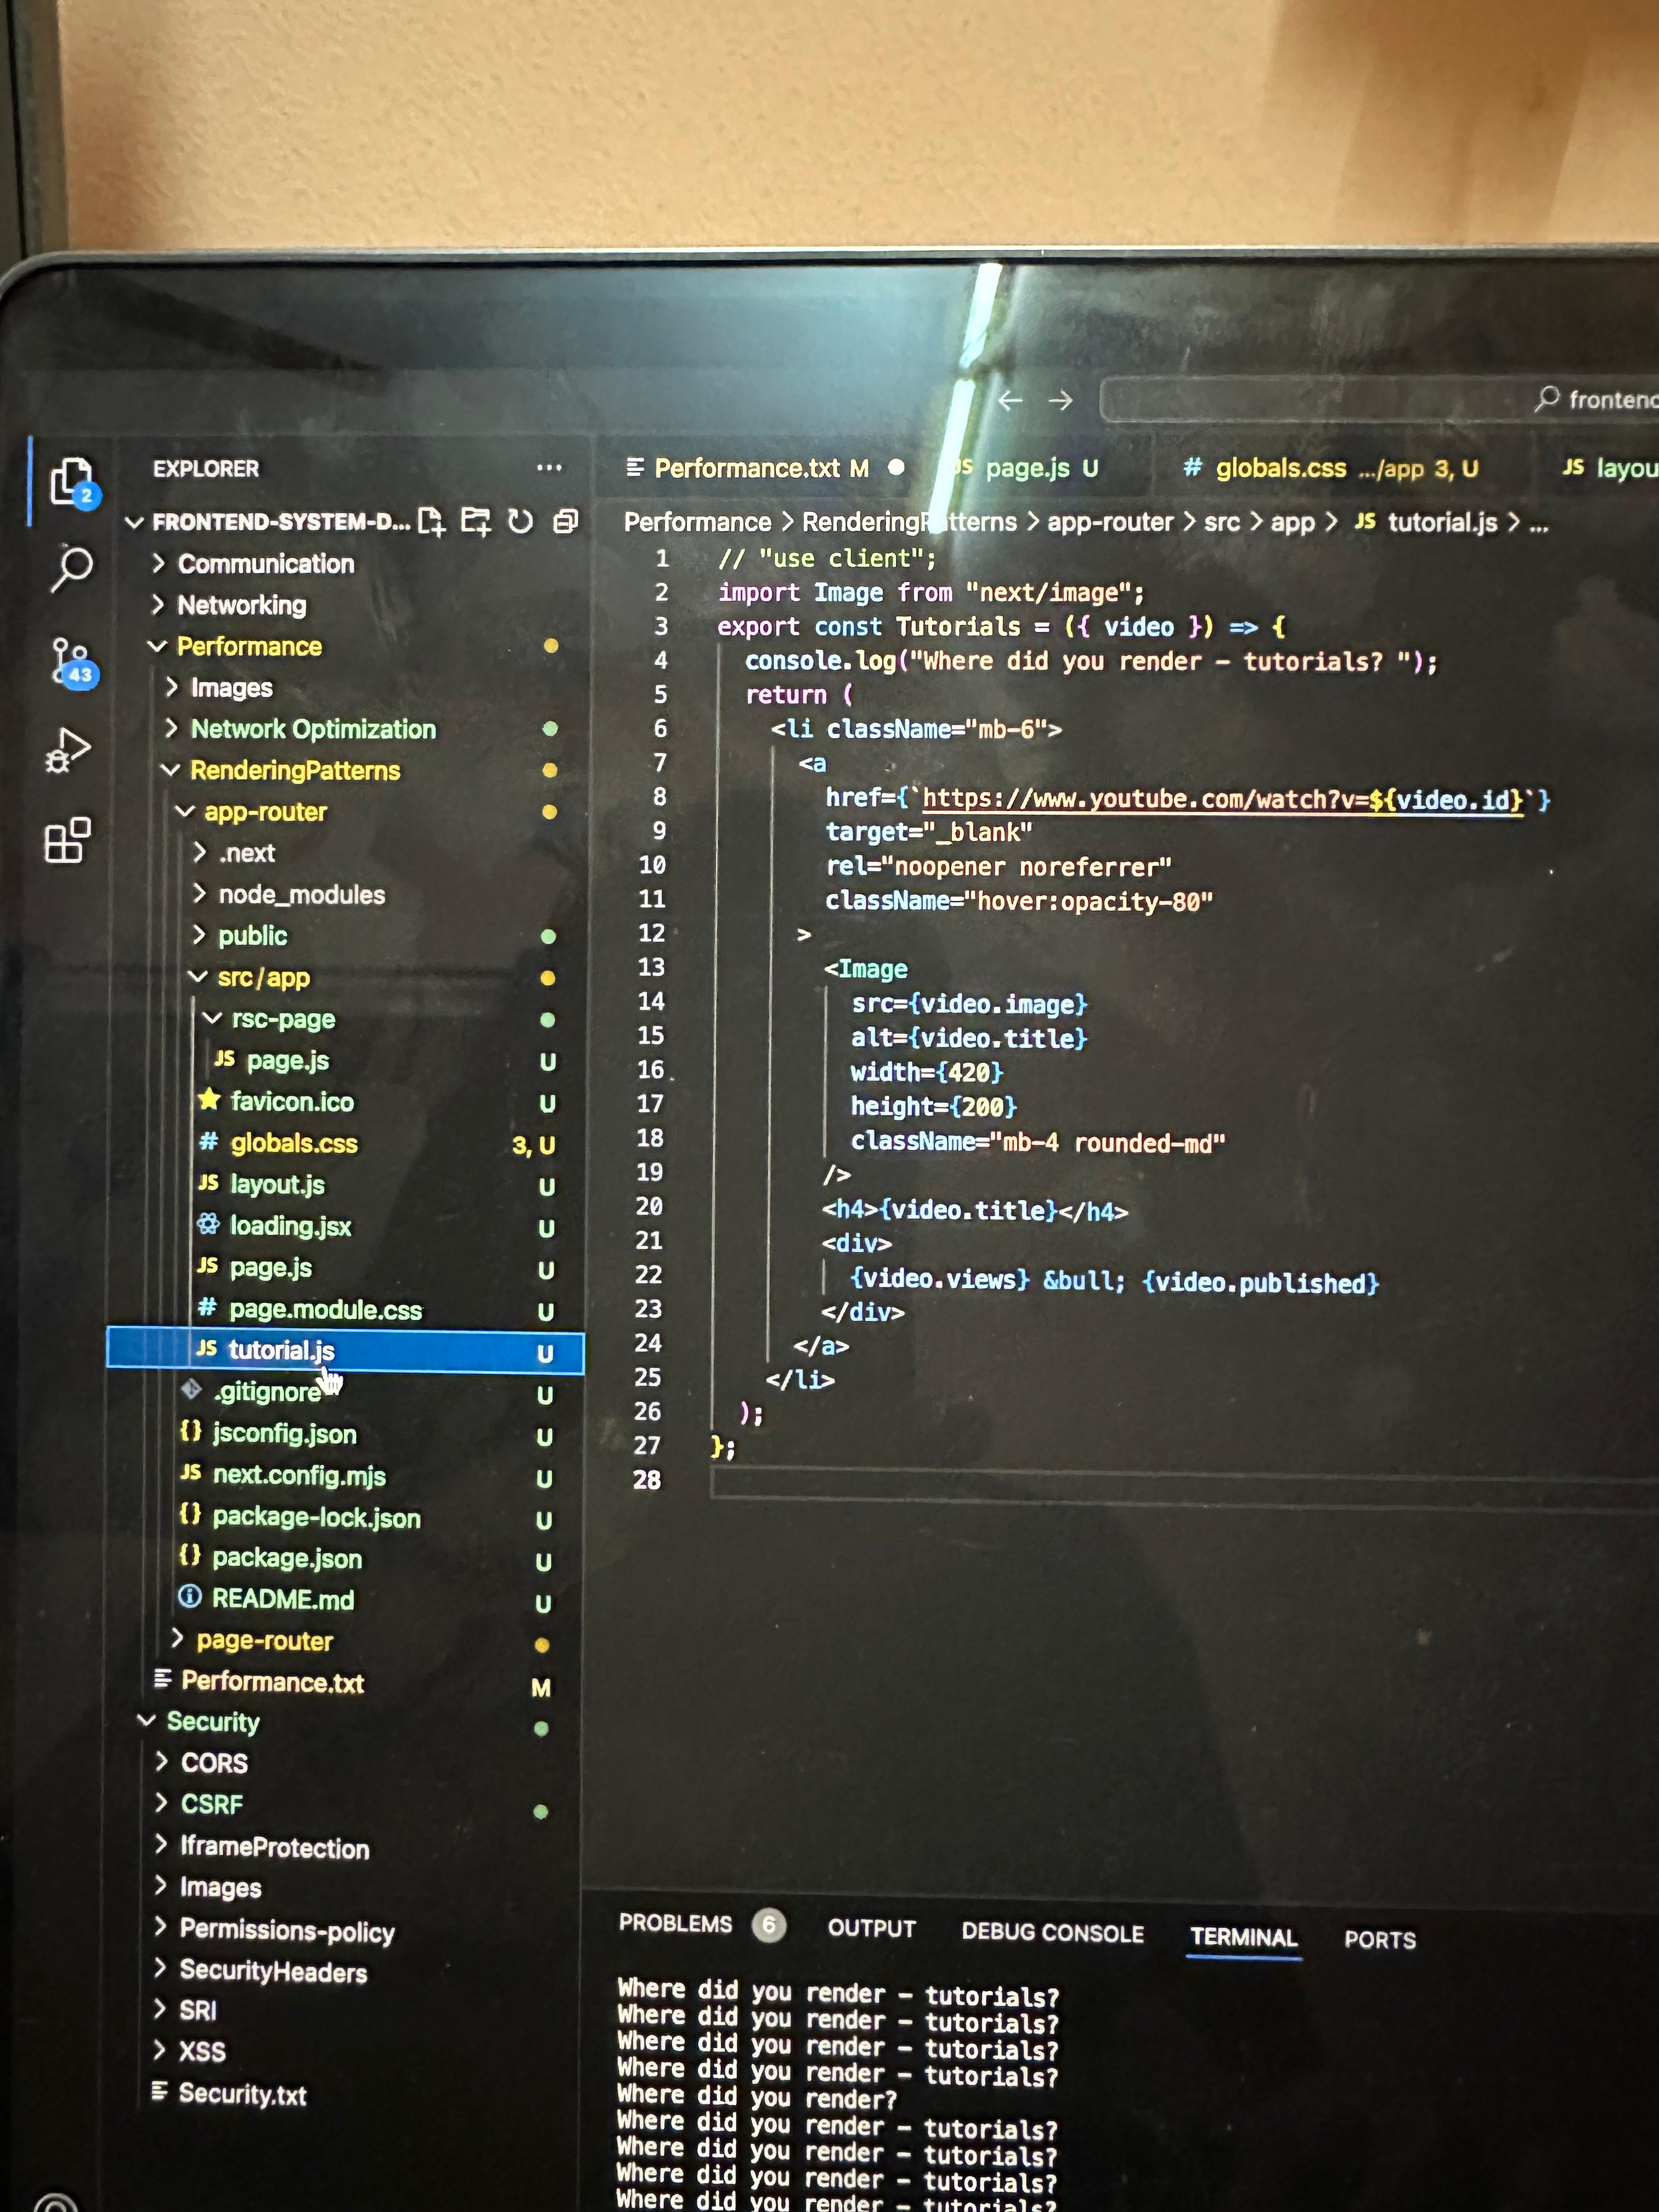 frontend
EXPLORER ...
Performance.txt M page.js U globals.css .../app 3, U
2
FRONTEND-SYSTEM-D...
Performance > RenderingPatterns > app-router > src > app > JS tutorial.js > ...
Communication
Networking
Performance
43
Images
Network Optimization
RenderingPatterns
app-router
.next
node_modules
public
src/app
rsc-page
JS page.js U
favicon.ico U
# globals.css 3, U
JS layout.js U
loading.jsx U
JS page.js U
# page.module.css U
JS tutorial.js U
.gitignore U
{} jsconfig.json U
JS next.config.mjs U
{} package-lock.json U
{} package.json U
README.md U
page-router
Performance.txt M
Security
CORS
CSRF
IframeProtection
Images
Permissions-policy
SecurityHeaders
SRI
XSS
Security.txt
1 // "use client";
2 import Image from "next/image";
3 export const Tutorials = ({ video }) => {
4 console.log("Where did you render - tutorials? ");
5 return (
6 <li className="mb-6">
7 <a
8 href={`https://www.youtube.com/watch?v=${video.id}`}
9 target="_blank"
10 rel="noopener noreferrer"
11 className="hover:opacity-80"
12 >
13 <Image
14 src={video.image}
15 alt={video.title}
16 width={420}
17 height={200}
18 className="mb-4 rounded-md"
19 />
20 <h4>{video.title}</h4>
21 <div>
22 {video.views} &bull; {video.published}
23 </div>
24 </a>
25 </li>
26 );
27 };
28
PROBLEMS 6 OUTPUT DEBUG CONSOLE TERMINAL PORTS
Where did you render - tutorials?
Where did you render - tutorials?
Where did you render - tutorials?
Where did you render - tutorials?
Where did you render?
Where did you render - tutorials?
Where did you render - tutorials?
Where did you render - tutorials?
Where did you render - tutorials?